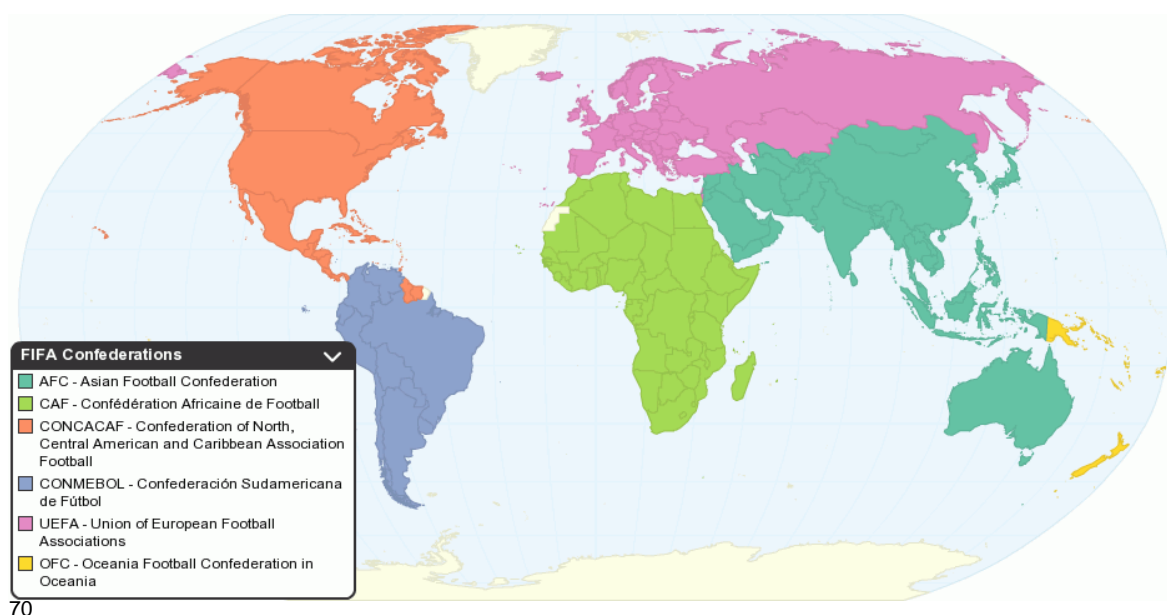 FIFA Confederations
AFC - Asian Football Confederation
CAF - Confédération Africaine de Football
CONCACAF - Confederation of North,
Central American and Caribbean Association
Football
CONMEBOL - Confederación Sudamericana
de Fútbol
UEFA - Union of European Football
Associations
OFC - Oceania Football Confederation in
Oceania
70